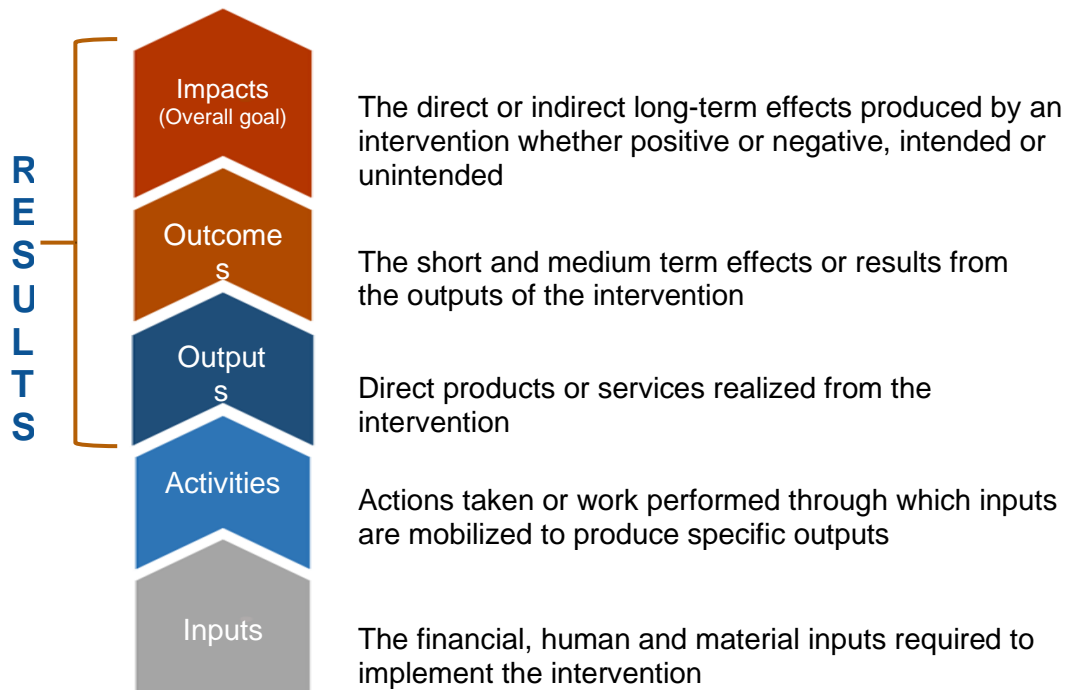 RESULTS
Impacts
(Overall goal)
The direct or indirect long-term effects produced by an
intervention whether positive or negative, intended or
unintended
Outcome
s
The short and medium term effects or results from
the outputs of the intervention
Output
s
Direct products or services realized from the
intervention
Activities
Actions taken or work performed through which inputs
are mobilized to produce specific outputs
Inputs
The financial, human and material inputs required to
implement the intervention